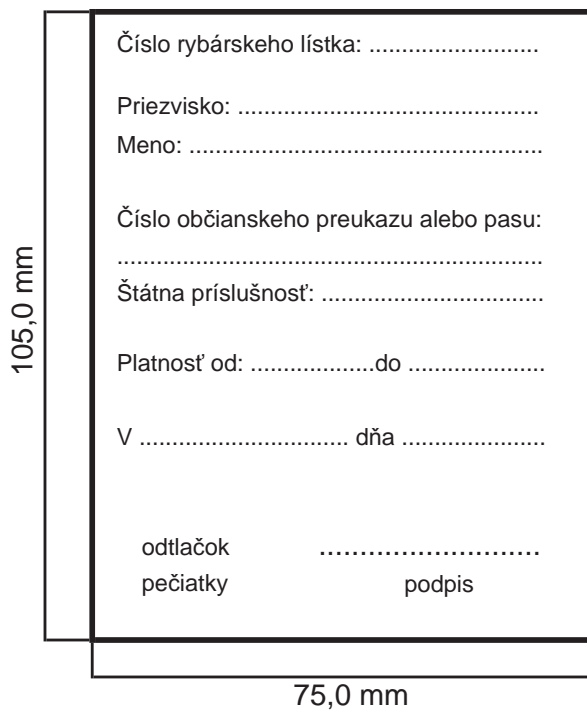 Číslo rybárskeho lístka: .............................
Priezvisko: ....................................................
Meno: .............................................................
Číslo občianskeho preukazu alebo pasu:
.........................................................................
Štátna príslušnosť: ......................................
Platnosť od: .....................do .......................
V .................................... dňa .........................
odtlačok ...........................
pečiatky podpis
105,0 mm
75,0 mm